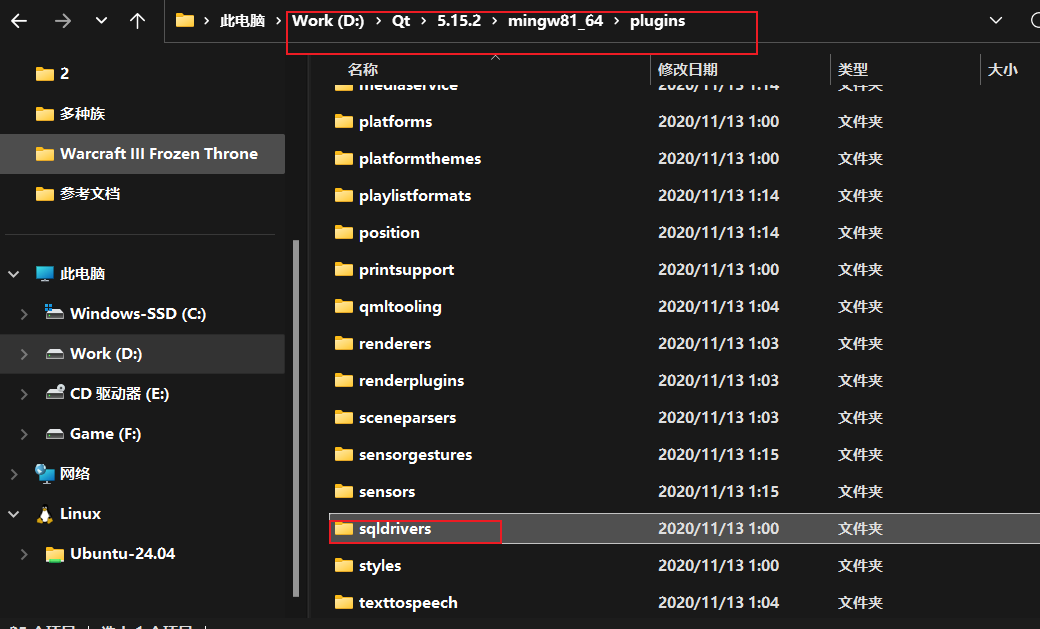 此电脑 Work (D:) Qt 5.15.2 mingw81_64 plugins
2
多种族
Warcraft III Frozen Throne
参考文档
此电脑
Windows-SSD (C:)
Work (D:)
CD 驱动器 (E:)
Game (F:)
网络
Linux
Ubuntu-24.04
名称 修改日期 类型 大小
mediaservice 2020/11/13 1:14 文件夹
platforms 2020/11/13 1:00 文件夹
platformthemes 2020/11/13 1:00 文件夹
playlistformats 2020/11/13 1:14 文件夹
position 2020/11/13 1:14 文件夹
printsupport 2020/11/13 1:00 文件夹
qmltooling 2020/11/13 1:04 文件夹
renderers 2020/11/13 1:03 文件夹
renderplugins 2020/11/13 1:03 文件夹
sceneparsers 2020/11/13 1:03 文件夹
sensorgestures 2020/11/13 1:15 文件夹
sensors 2020/11/13 1:15 文件夹
sqldrivers 2020/11/13 1:00 文件夹
styles 2020/11/13 1:00 文件夹
texttospeech 2020/11/13 1:04 文件夹